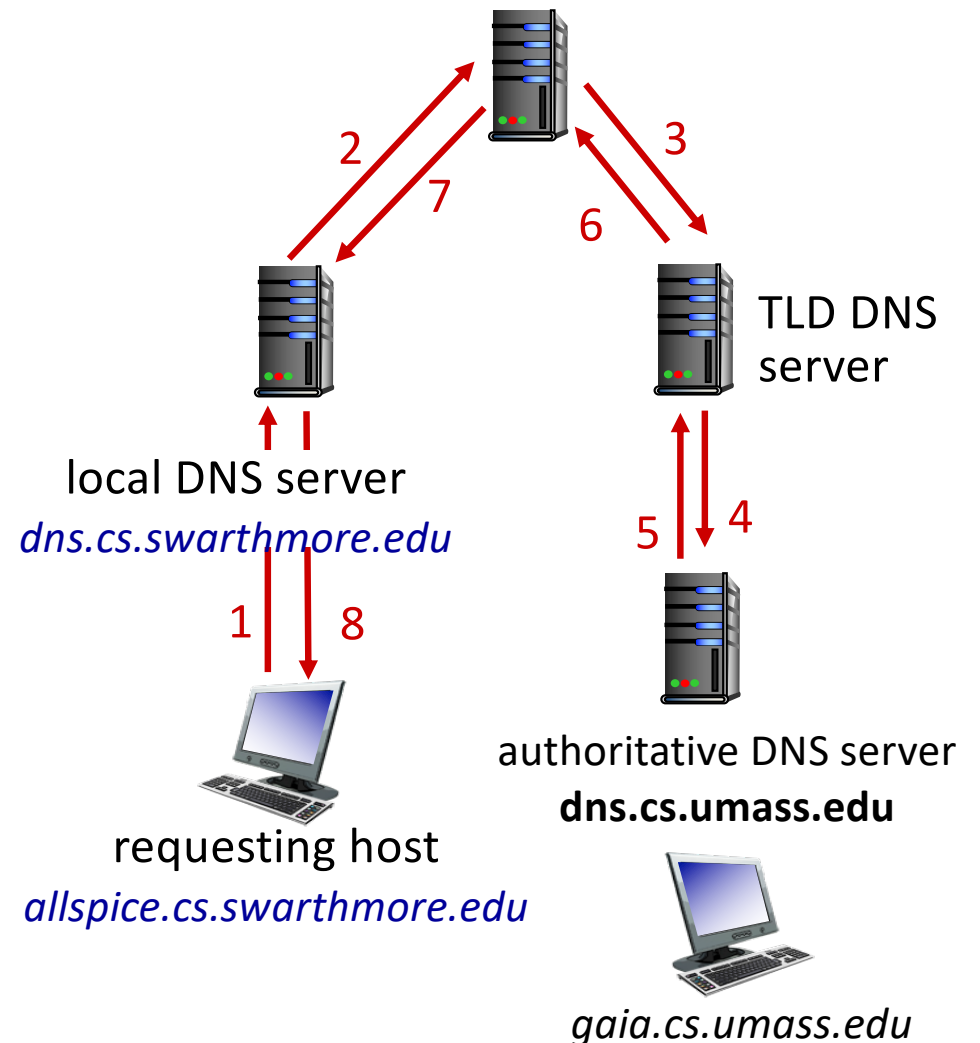 2
3
7
6
TLD DNS
server
local DNS server
dns.cs.swarthmore.edu
5
4
1
8
authoritative DNS server
dns.cs.umass.edu
requesting host
allspice.cs.swarthmore.edu
gaia.cs.umass.edu